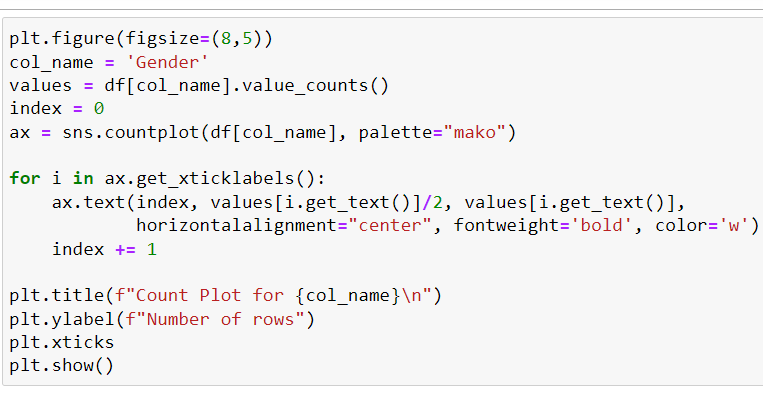 plt.figure(figsize=(8,5))
col_name = 'Gender'
values = df[col_name].value_counts()
index = 0
ax = sns.countplot(df[col_name], palette="mako")
for i in ax.get_xticklabels():
    ax.text(index, values[i.get_text()]/2, values[i.get_text()],
            horizontalalignment="center", fontweight='bold', color='w')
    index += 1
plt.title(f"Count Plot for {col_name}\n")
plt.ylabel(f"Number of rows")
plt.xticks
plt.show()